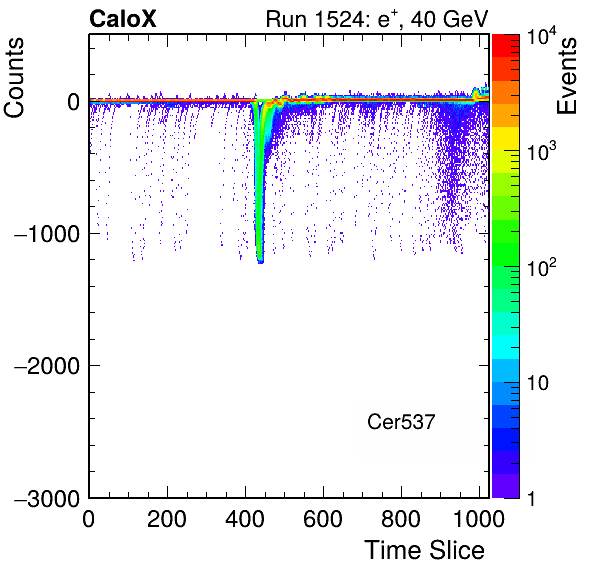 CaloX Run 1524: e⁺, 40 GeV
Counts
Events
0
−1000
−2000
−3000
0 200 400 600 800 1000
Time Slice
Cer537
10⁴
10³
10²
10
1